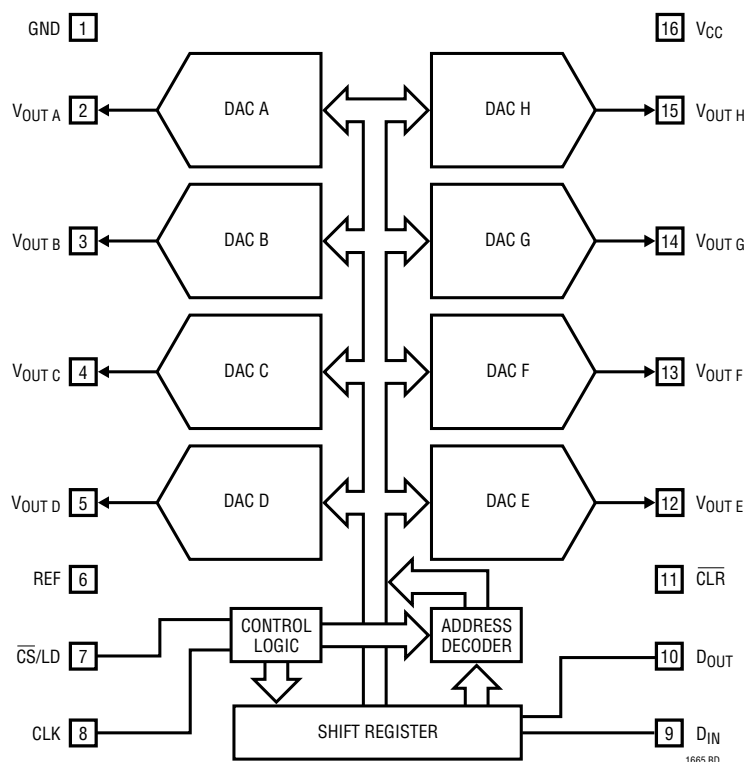 GND 1
16 VCC
VOUT A 2
DAC A
DAC H
15 VOUT H
VOUT B 3
DAC B
DAC G
14 VOUT G
VOUT C 4
DAC C
DAC F
13 VOUT F
VOUT D 5
DAC D
DAC E
12 VOUT E
REF 6
11 C̅L̅R̅
C̅S̅/LD 7
CONTROL
LOGIC
ADDRESS
DECODER
10 DOUT
CLK 8
SHIFT REGISTER
9 DIN
1665 BD